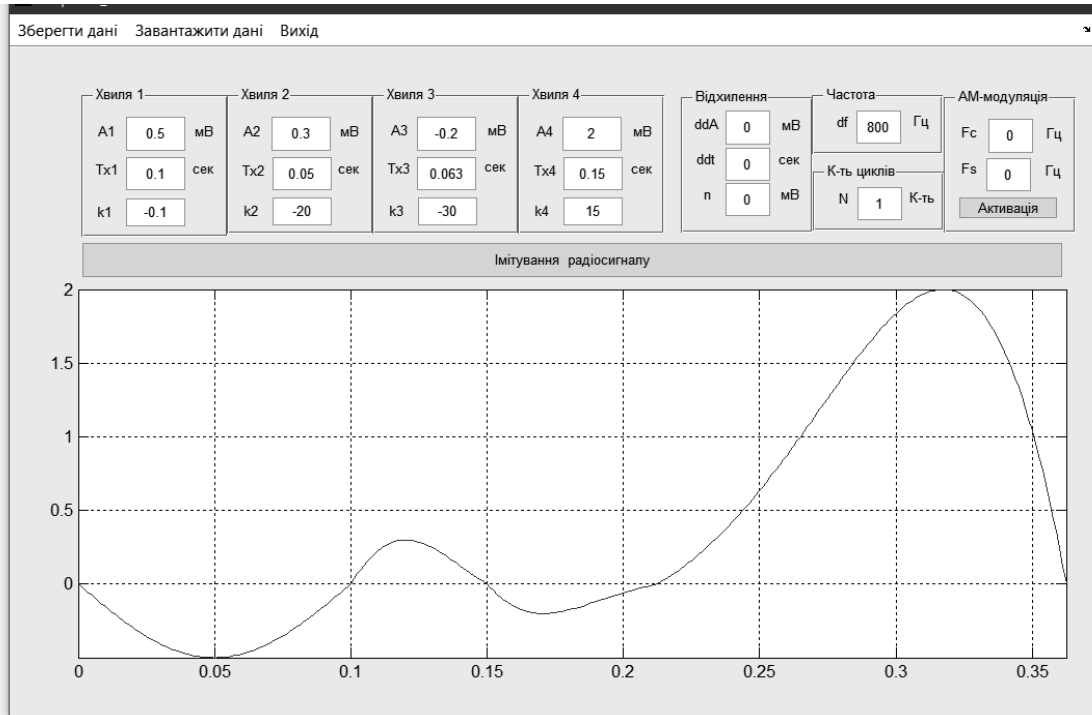 Зберегти дані Завантажити дані Вихід
Хвиля 1 Хвиля 2 Хвиля 3 Хвиля 4 Відхилення Частота АМ-модуляція
A1 0.5 мВ A2 0.3 мВ A3 -0.2 мВ A4 2 мВ ddA 0 мВ df 800 Гц Fc 0 Гц
Tx1 0.1 сек Tx2 0.05 сек Tx3 0.063 сек Tx4 0.15 сек ddt 0 сек К-ть циклів Fs 0 Гц
k1 -0.1 k2 -20 k3 -30 k4 15 n 0 мВ N 1 К-ть Активація
Імітування радіосигналу
2
1.5
1
0.5
0
0 0.05 0.1 0.15 0.2 0.25 0.3 0.35